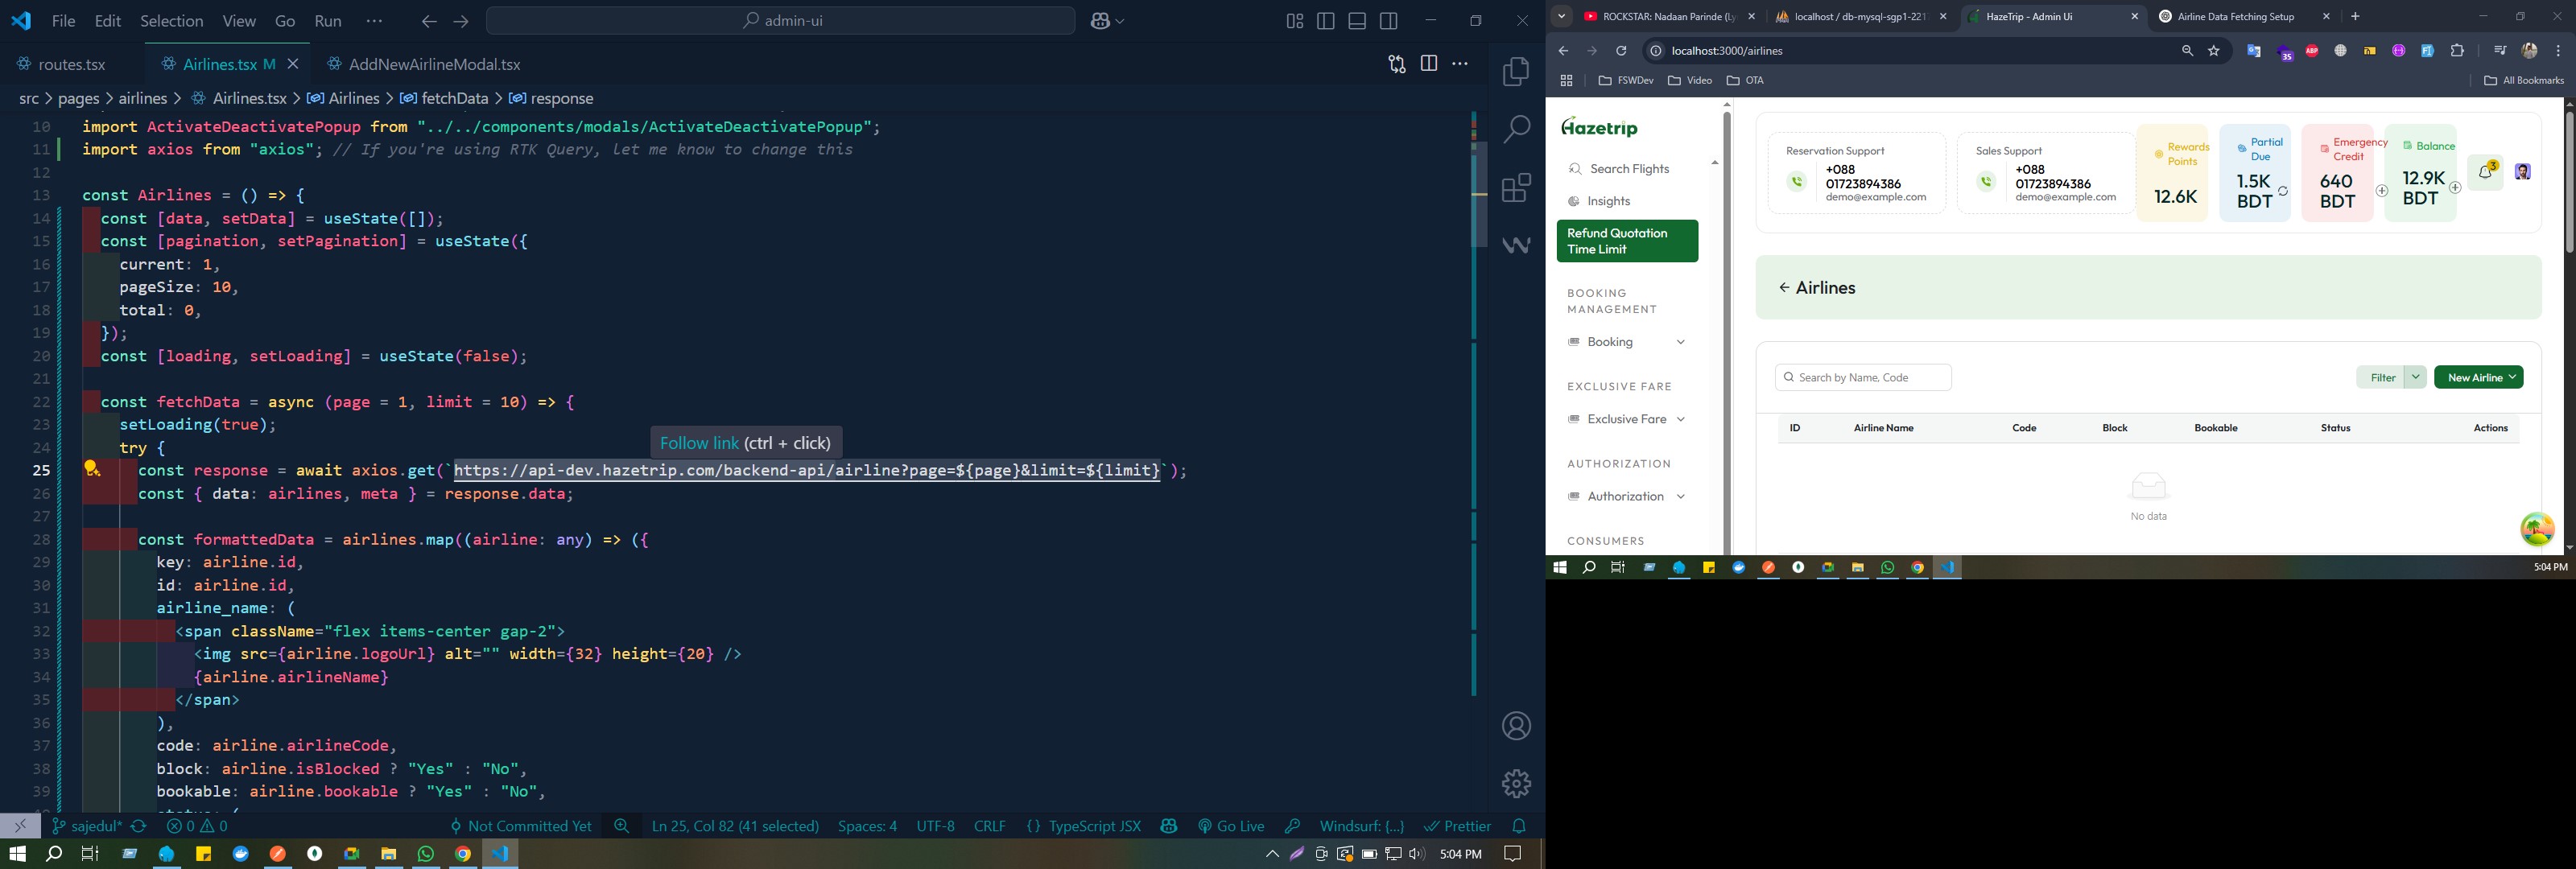 File Edit Selection View Go Run ··· admin-ui
routes.tsx Airlines.tsx M AddNewAirlineModal.tsx
src > pages > airlines > Airlines.tsx > Airlines > fetchData > response
10 import ActivateDeactivatePopup from "../../components/modals/ActivateDeactivatePopup";
11 import axios from "axios"; // If you're using RTK Query, let me know to change this
12
13 const Airlines = () => {
14 const [data, setData] = useState([]);
15 const [pagination, setPagination] = useState({
16 current: 1,
17 pageSize: 10,
18 total: 0,
19 });
20 const [loading, setLoading] = useState(false);
21
22 const fetchData = async (page = 1, limit = 10) => {
23 setLoading(true);
24 try {
Follow link (ctrl + click)
25 const response = await axios.get(`https://api-dev.hazetrip.com/backend-api/airline?page=${page}&limit=${limit}`);
26 const { data: airlines, meta } = response.data;
27
28 const formattedData = airlines.map((airline: any) => ({
29 key: airline.id,
30 id: airline.id,
31 airline_name: (
32 <span className="flex items-center gap-2">
33 <img src={airline.logoUrl} alt="" width={32} height={20} />
34 {airline.airlineName}
35 </span>
36 ),
37 code: airline.airlineCode,
38 block: airline.isBlocked ? "Yes" : "No",
39 bookable: airline.bookable ? "Yes" : "No",
sajedul* 0 0 Not Committed Yet Ln 25, Col 82 (41 selected) Spaces: 4 UTF-8 CRLF {} TypeScript JSX Go Live Windsurf: {...} Prettier
5:04 PM
ROCKSTAR: Nadaan Parinde (Ly localhost / db-mysql-sgp1-221 HazeTrip - Admin Ui Airline Data Fetching Setup
localhost:3000/airlines
35 ABP
FSWDev Video OTA All Bookmarks
Hazetrip
Search Flights
Insights
Refund Quotation
Time Limit
BOOKING
MANAGEMENT
Booking
EXCLUSIVE FARE
Exclusive Fare
AUTHORIZATION
Authorization
CONSUMERS
Reservation Support
+088
01723894386
demo@example.com
Sales Support
+088
01723894386
demo@example.com
Rewards
Points
12.6K
Partial
Due
1.5K
BDT
Emergency
Credit
640
BDT
Balance
12.9K
BDT
3
Airlines
Search by Name, Code
Filter
New Airline
ID Airline Name Code Block Bookable Status Actions
No data
5:04 PM